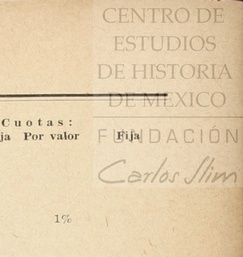 CENTRO DE
ESTUDIOS
DE HISTORIA
DE MEXICO
FUNDACIÓN
Carlos Slim
Cuotas:
ja Por valor Fija
1%